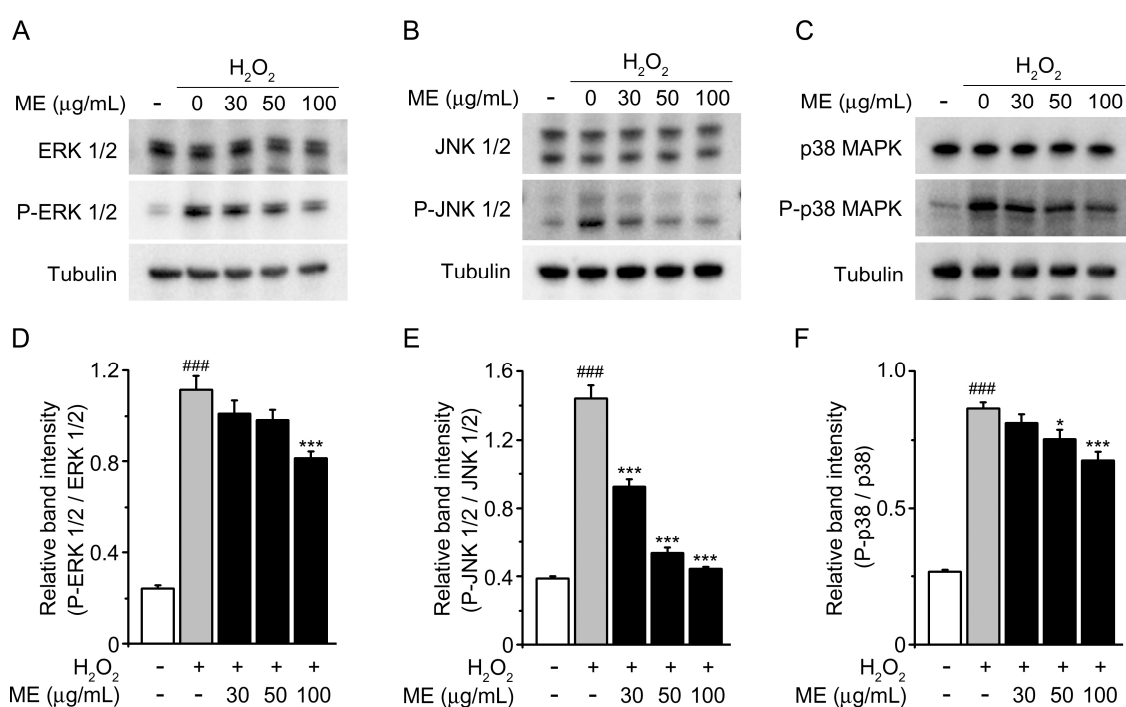 A
H₂O₂
ME (μg/mL) - 0 30 50 100
ERK 1/2
P-ERK 1/2
Tubulin
B
H₂O₂
ME (μg/mL) - 0 30 50 100
JNK 1/2
P-JNK 1/2
Tubulin
C
H₂O₂
ME (μg/mL) - 0 30 50 100
p38 MAPK
P-p38 MAPK
Tubulin
D
Relative band intensity
(P-ERK 1/2 / ERK 1/2)
1.2
0.8
0.4
0
###
***
H₂O₂ - + + + +
ME (μg/mL) - - 30 50 100
E
Relative band intensity
(P-JNK 1/2 / JNK 1/2)
1.6
1.2
0.8
0.4
0
###
***
***
***
H₂O₂ - + + + +
ME (μg/mL) - - 30 50 100
F
Relative band intensity
(P-p38 / p38)
1.0
0.5
0
###
*
***
H₂O₂ - + + + +
ME (μg/mL) - - 30 50 100